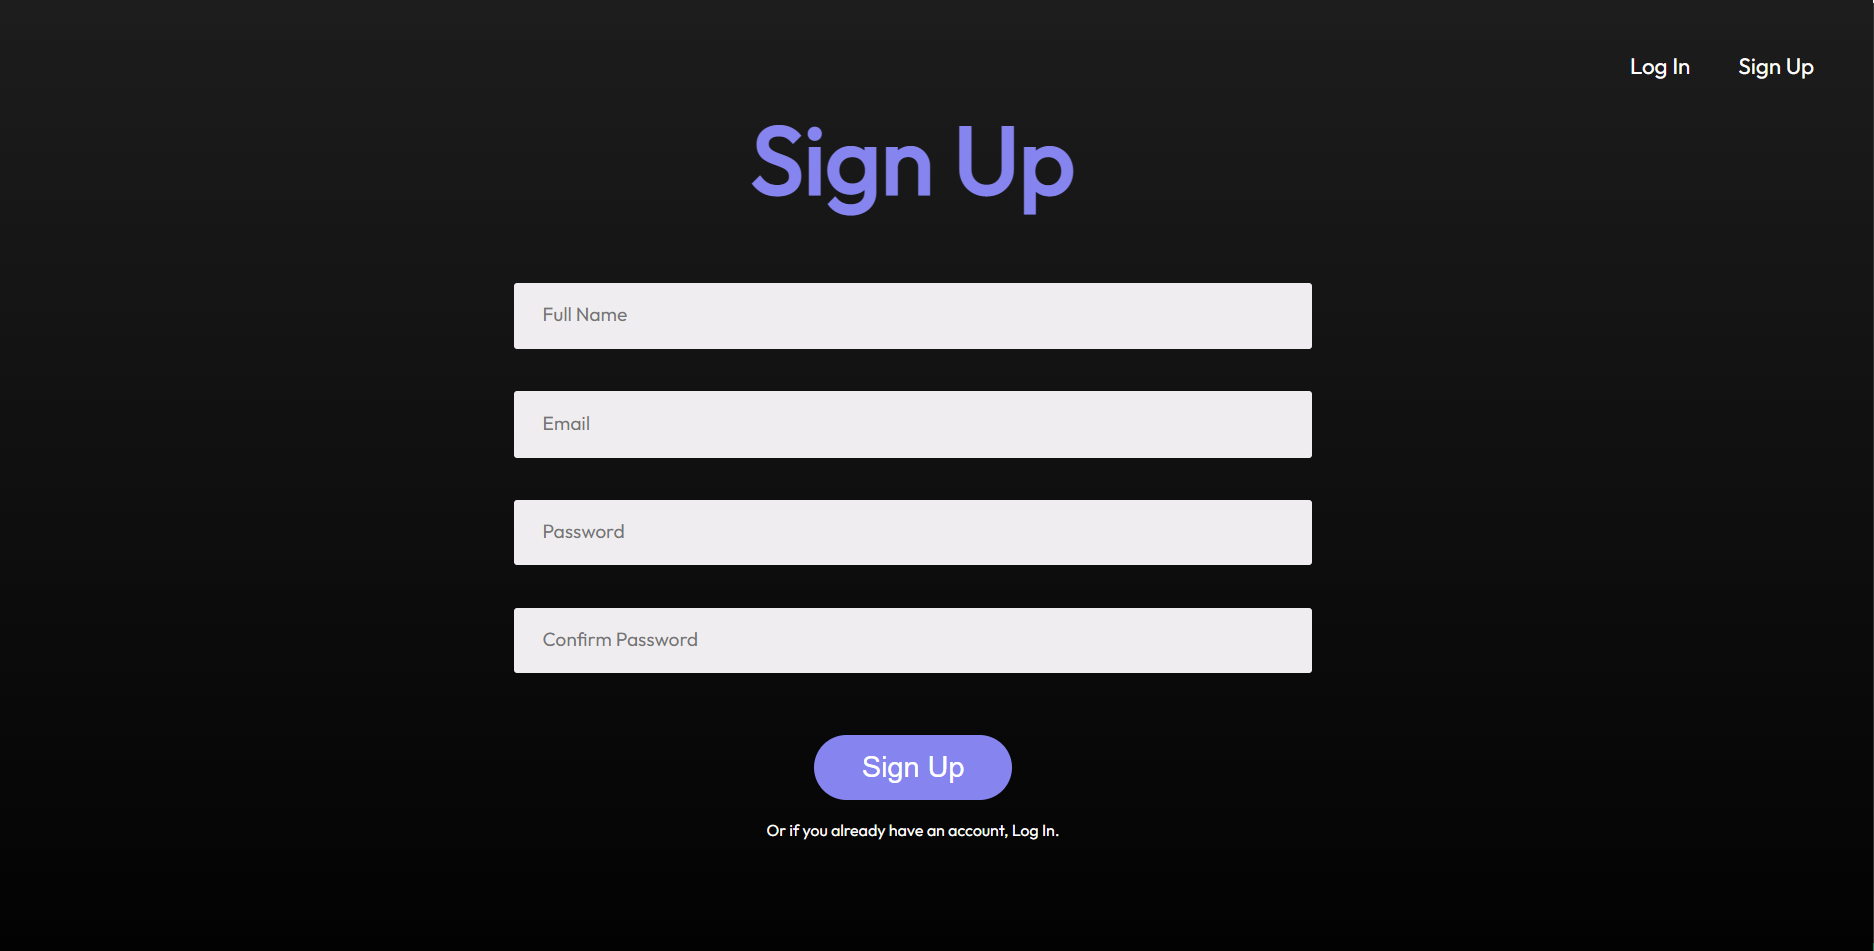 Log In Sign Up
Sign Up
Full Name
Email
Password
Confirm Password
Sign Up
Or if you already have an account, Log In.